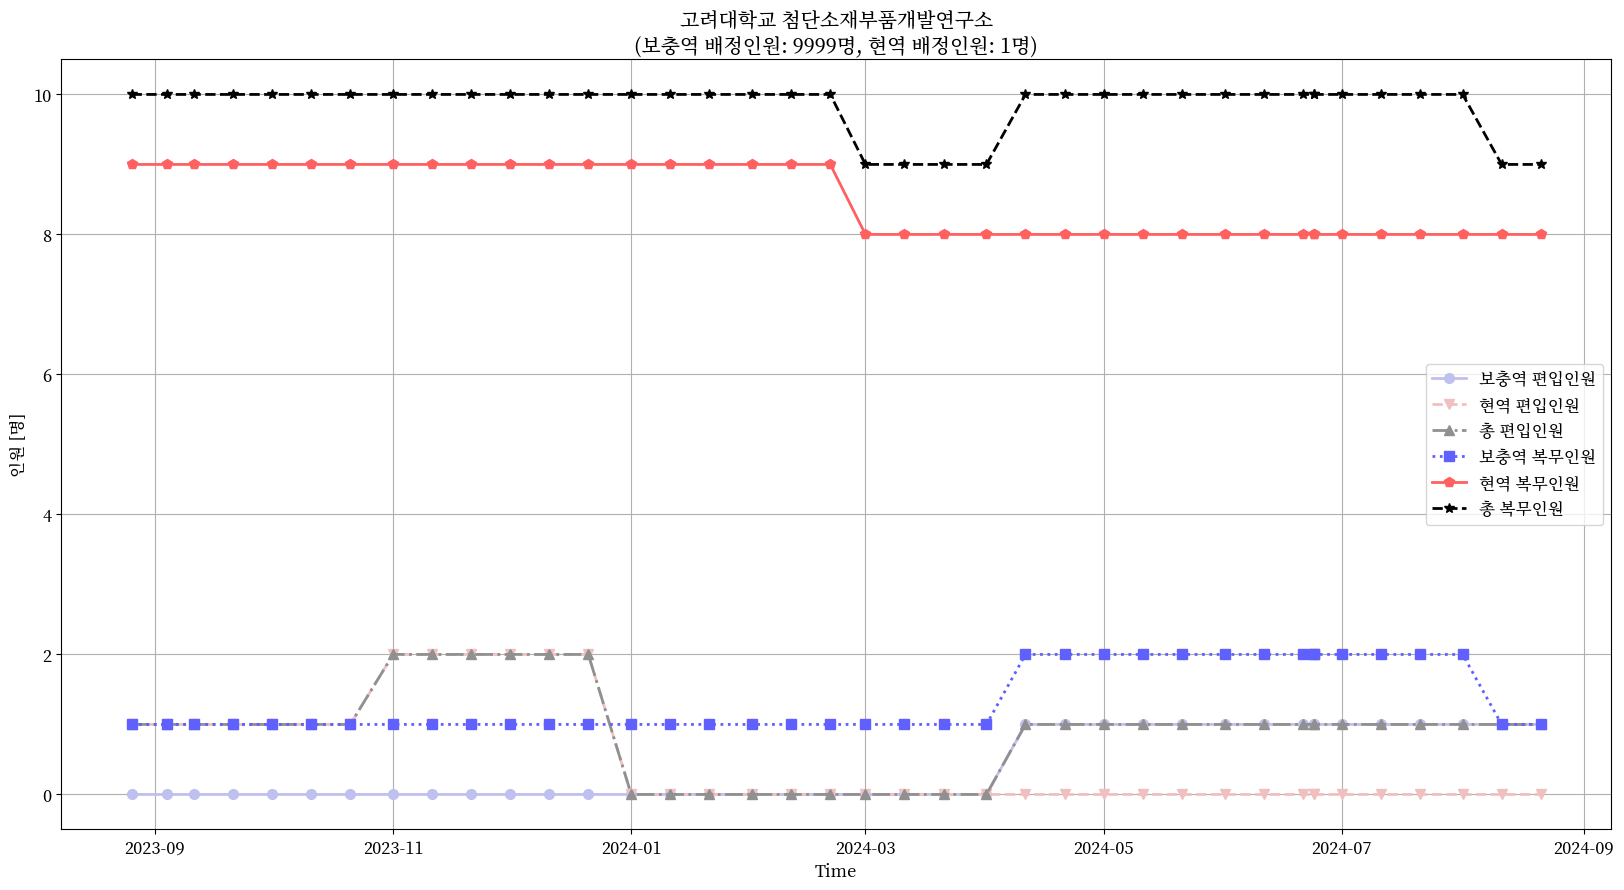 고려대학교 첨단소재부품개발연구소
(보충역 배정인원: 9999명, 현역 배정인원: 1명)
인원 [명]
10
8
6
4
2
0
보충역 편입인원
현역 편입인원
총 편입인원
보충역 복무인원
현역 복무인원
총 복무인원
2023-09
2023-11
2024-01
2024-03
2024-05
2024-07
2024-09
Time